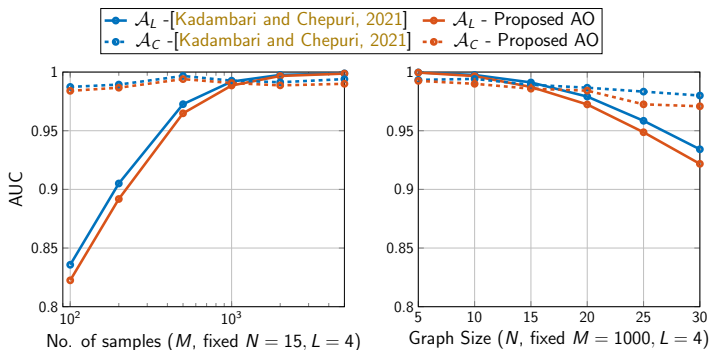 𝒜_L -[Kadambari and Chepuri, 2021] 𝒜_L - Proposed AO
𝒜_C -[Kadambari and Chepuri, 2021] 𝒜_C - Proposed AO
AUC
1
0.95
0.9
0.85
0.8
10^2 10^3
No. of samples (M, fixed N = 15, L = 4)
1
0.95
0.9
0.85
0.8
5 10 15 20 25 30
Graph Size (N, fixed M = 1000, L = 4)